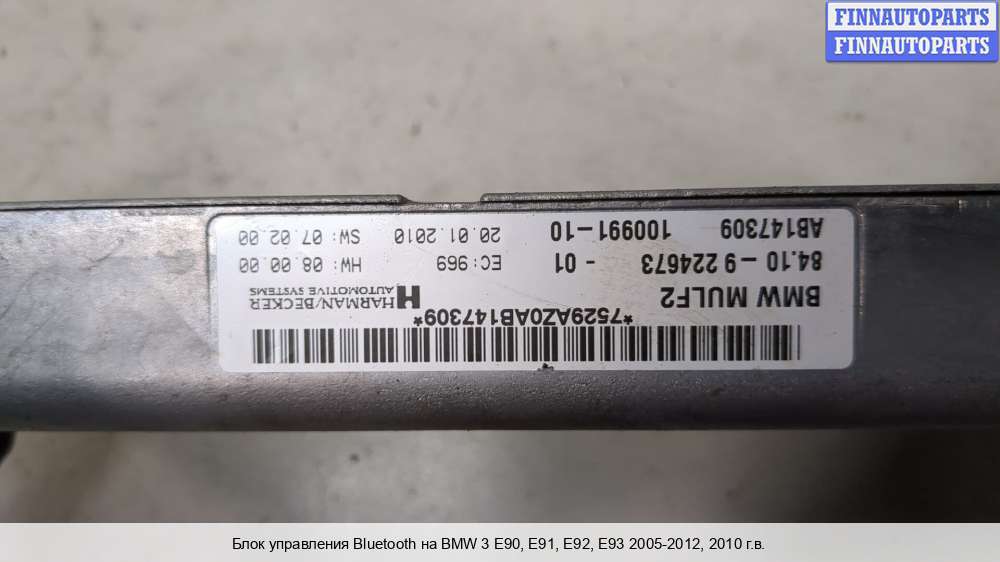 FINNAUTOPARTS
FINNAUTOPARTS
*7529AZ0AB147309*
BMW MULF2
HARMAN/BECKER
AUTOMOTIVE SYSTEMS
84.10-9 224673 - 01 EC:969 HW: 08.00.00
AB147309 100991-10 20.01.2010 SW: 07.02.00
Блок управления Bluetooth на BMW 3 E90, E91, E92, E93 2005-2012, 2010 г.в.